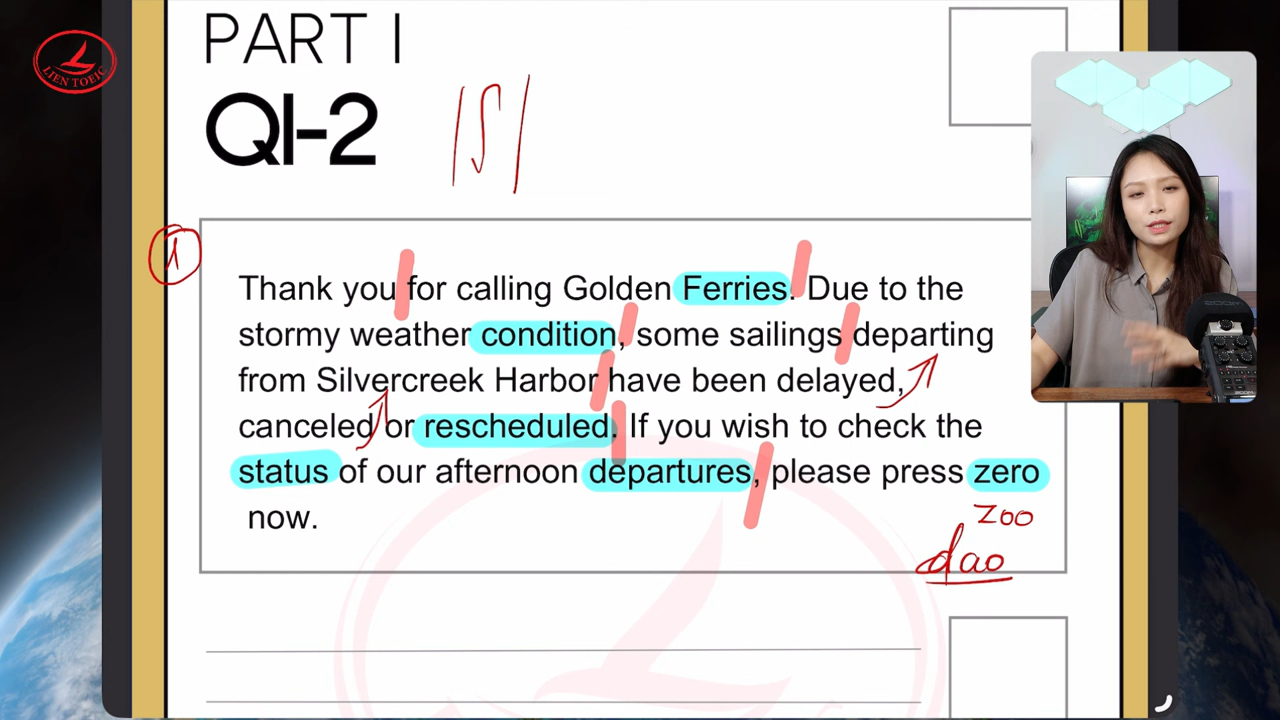 LIEN TOEIC
PART I
Q1-2
/ʃ/
1
Thank you for calling Golden Ferries. Due to the
stormy weather condition, some sailings departing
from Silvercreek Harbor have been delayed,
canceled or rescheduled. If you wish to check the
status of our afternoon departures, please press zero
now.
zoo
dao